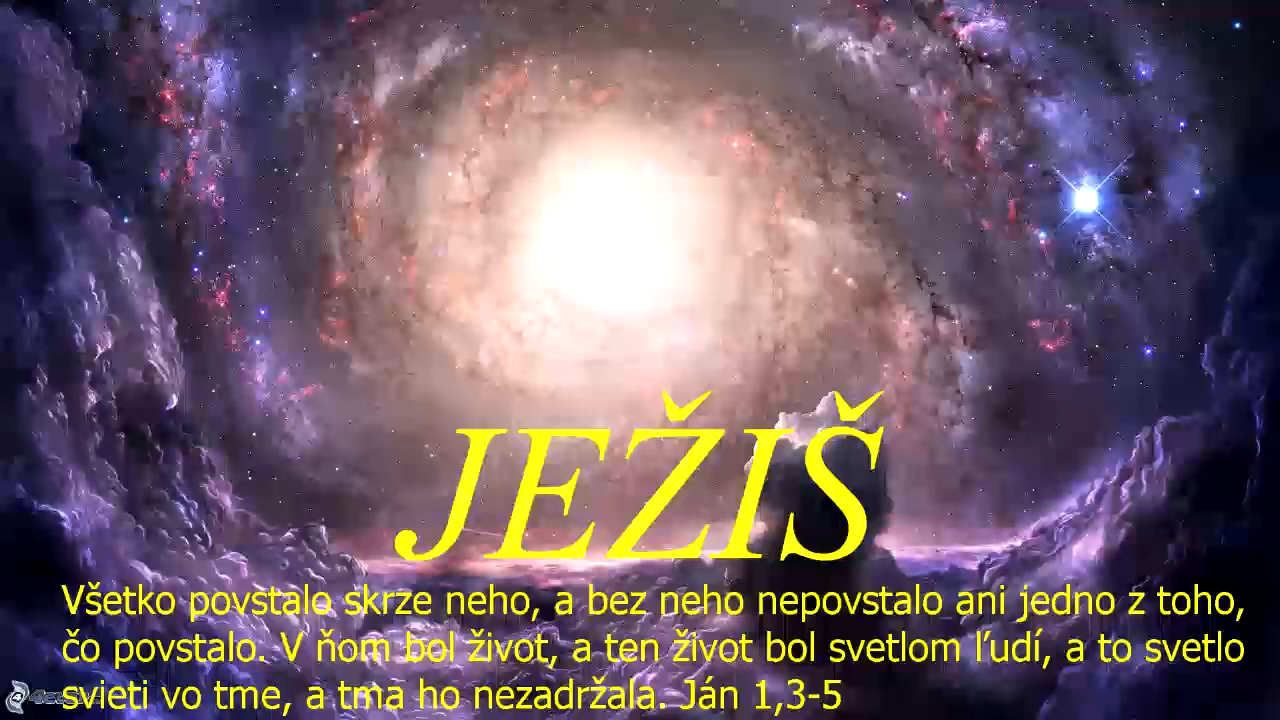 JEŽIŠ
Všetko povstalo skrze neho, a bez neho nepovstalo ani jedno z toho,
čo povstalo. V ňom bol život, a ten život bol svetlom ľudí, a to svetlo
svieti vo tme, a tma ho nezadržala. Ján 1,3-5